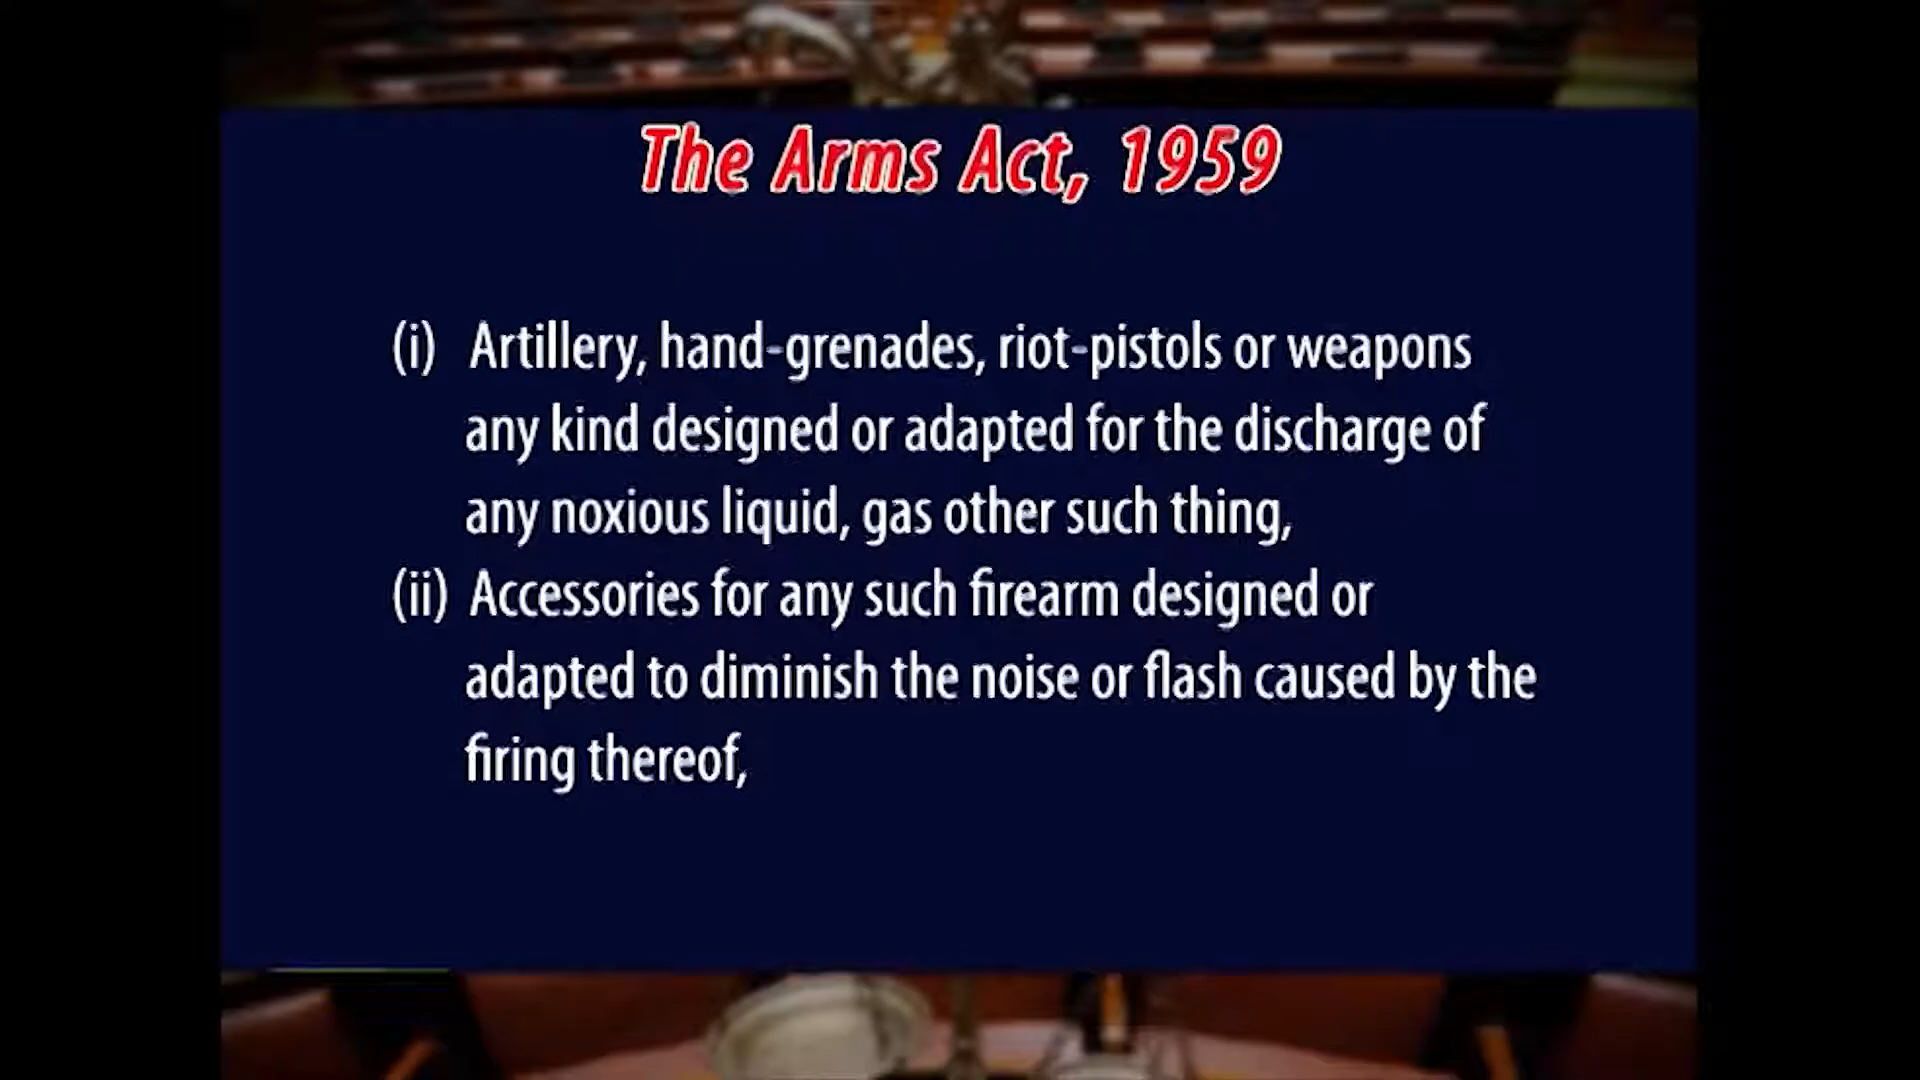 The Arms Act, 1959
(i) Artillery, hand-grenades, riot-pistols or weapons
any kind designed or adapted for the discharge of
any noxious liquid, gas other such thing,
(ii) Accessories for any such firearm designed or
adapted to diminish the noise or flash caused by the
firing thereof,